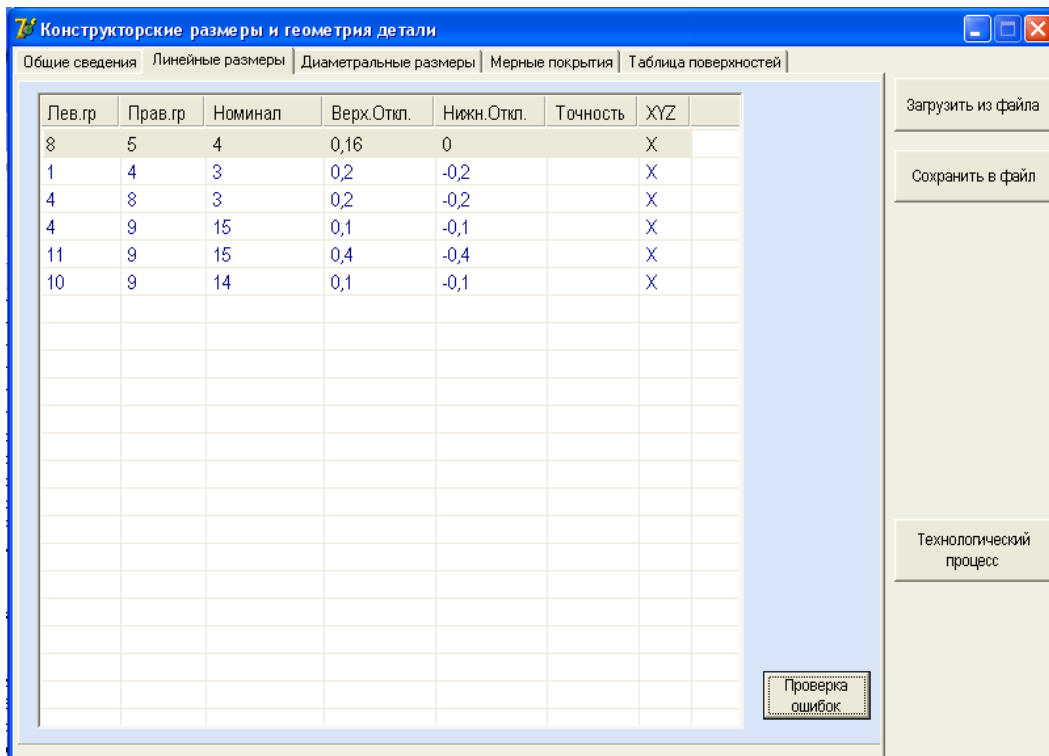 Конструкторские размеры и геометрия детали
Общие сведения Линейные размеры Диаметральные размеры Мерные покрытия Таблица поверхностей
Лев.гр Прав.гр Номинал Верх.Откл. Нижн.Откл. Точность XYZ
8 5 4 0,16 0 X
1 4 3 0,2 -0,2 X
4 8 3 0,2 -0,2 X
4 9 15 0,1 -0,1 X
11 9 15 0,4 -0,4 X
10 9 14 0,1 -0,1 X
Загрузить из файла
Сохранить в файл
Технологический
процесс
Проверка
ошибок